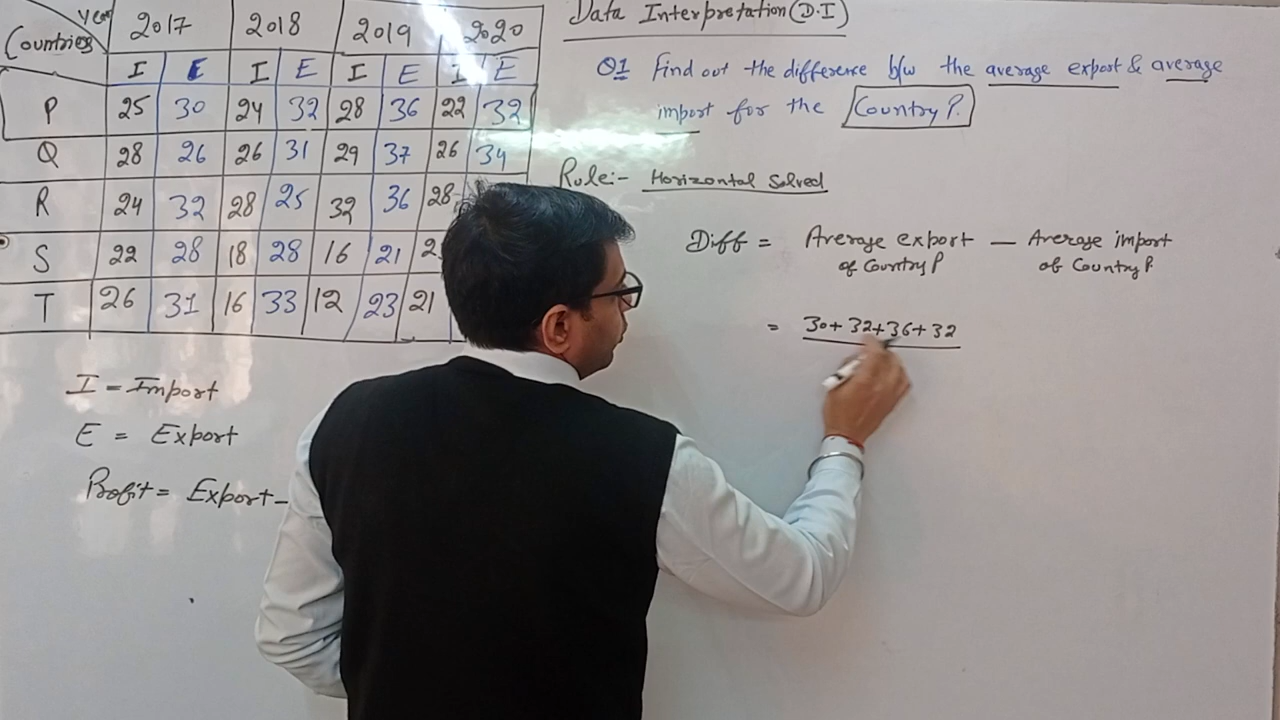 Year
Countries
2017 2018 2019 2020
I E I E I E I E
P 25 30 24 32 28 36 22 32
Q 28 26 26 31 29 37 26 34
R 24 32 28 25 32 36 28
S 22 28 18 28 16 21 2
T 26 31 16 33 12 23 21
I = Import
E = Export
Profit = Export -
Data Interpretation (D.I)
Q1 Find out the difference b/w the average export & average
import for the Country P.
Rule:- Horizontal Solved
Diff = Average export of Country P — Average import of Country P.
= 30+32+36+32